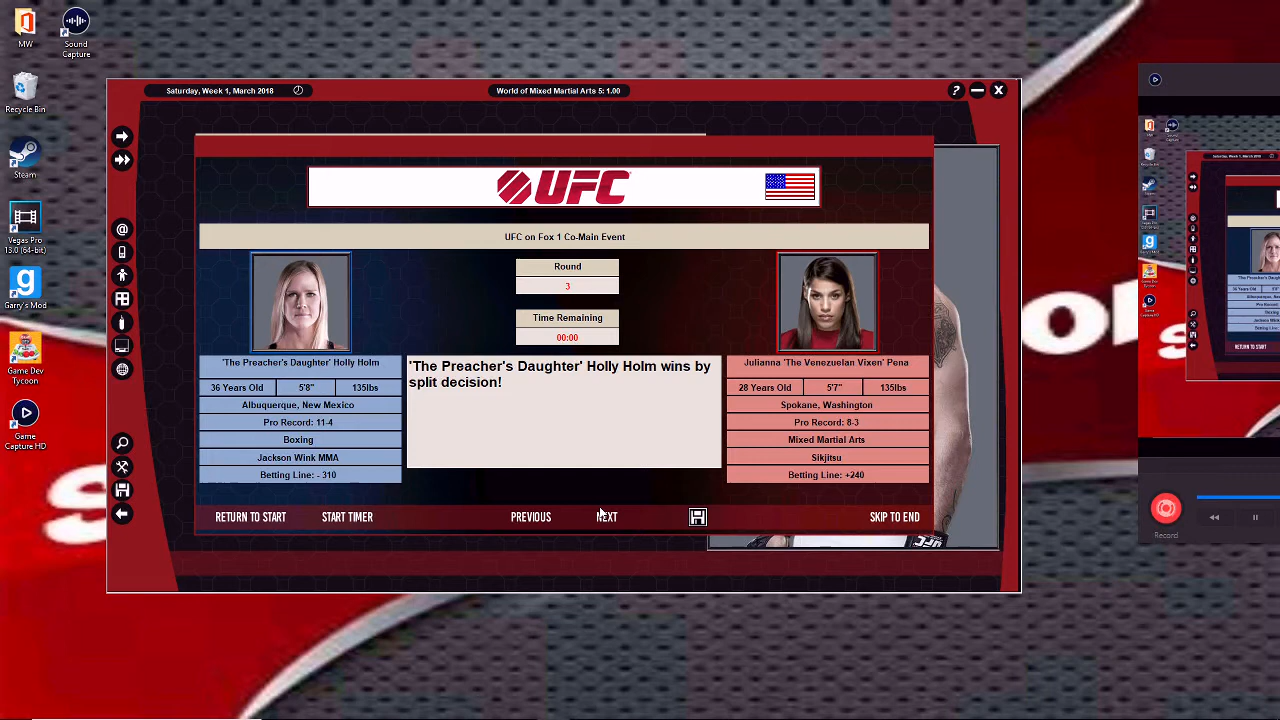 MW
Sound
Capture
Recycle Bin
Steam
Vegas Pro
13.0 (64-bit)
Garry's Mod
Game Dev
Tycoon
Game
Capture HD
Saturday, Week 1, March 2018
World of Mixed Martial Arts 5: 1.00
?
UFC
UFC on Fox 1 Co-Main Event
Round
3
Time Remaining
00:00
'The Preacher's Daughter' Holly Holm
36 Years Old
5'8"
135lbs
Albuquerque, New Mexico
Pro Record: 11-4
Boxing
Jackson Wink MMA
Betting Line: - 310
'The Preacher's Daughter' Holly Holm wins by
split decision!
Julianna 'The Venezuelan Vixen' Pena
28 Years Old
5'7"
135lbs
Spokane, Washington
Pro Record: 8-3
Mixed Martial Arts
Sikjitsu
Betting Line: +240
RETURN TO START
START TIMER
PREVIOUS
NEXT
SKIP TO END
UFC
Record
RETURN TO START